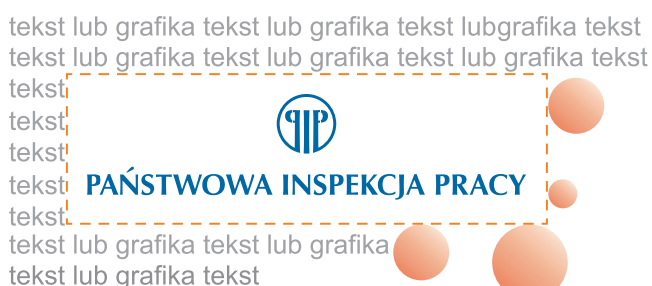 tekst lub grafika tekst lub grafika tekst lubgrafika tekst
tekst lub grafika tekst lub grafika tekst lub grafika tekst
tekst
tekst
tekst
PIP
PAŃSTWOWA INSPEKCJA PRACY
tekst
tekst
tekst lub grafika tekst lub grafika
tekst lub grafika tekst